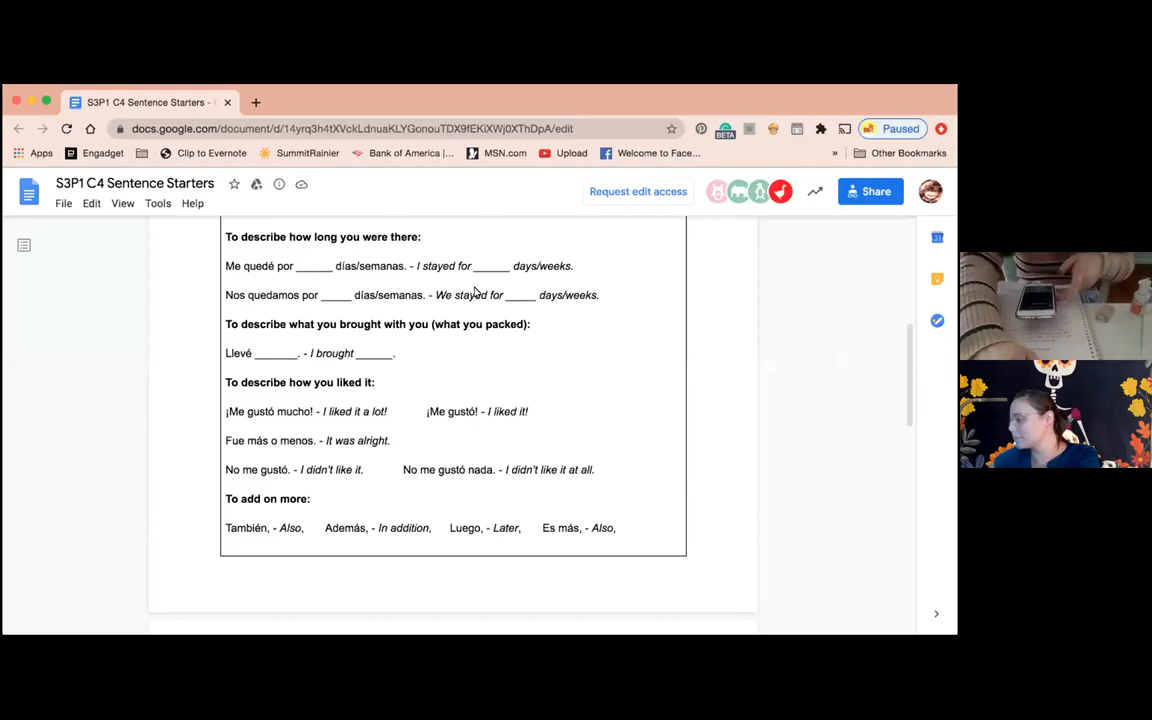 S3P1 C4 Sentence Starters -
docs.google.com/document/d/14yrq3h4tXVckLdnuaKLYGonouTDX9fEKiXWj0XThDpA/edit
BETA
Paused
Apps Engadget Clip to Evernote SummitRainier Bank of America |... MSN.com Upload Welcome to Face... » Other Bookmarks
S3P1 C4 Sentence Starters
File Edit View Tools Help
Request edit access
Share
To describe how long you were there:
Me quedé por ______ días/semanas. - I stayed for ______ days/weeks.
Nos quedamos por _____ días/semanas. - We stayed for _____ days/weeks.
To describe what you brought with you (what you packed):
Llevé _______. - I brought ______.
To describe how you liked it:
¡Me gustó mucho! - I liked it a lot! ¡Me gustó! - I liked it!
Fue más o menos. - It was alright.
No me gustó. - I didn't like it. No me gustó nada. - I didn't like it at all.
To add on more:
También, - Also, Además, - In addition, Luego, - Later, Es más, - Also,